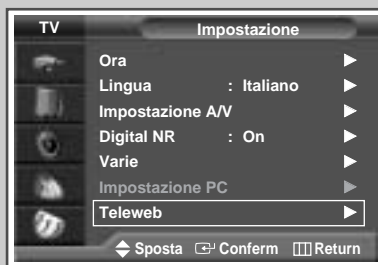 TV Impostazione
Ora
Lingua : Italiano
Impostazione A/V
Digital NR : On
Varie
Impostazione PC
Teleweb
Sposta Conferm Return